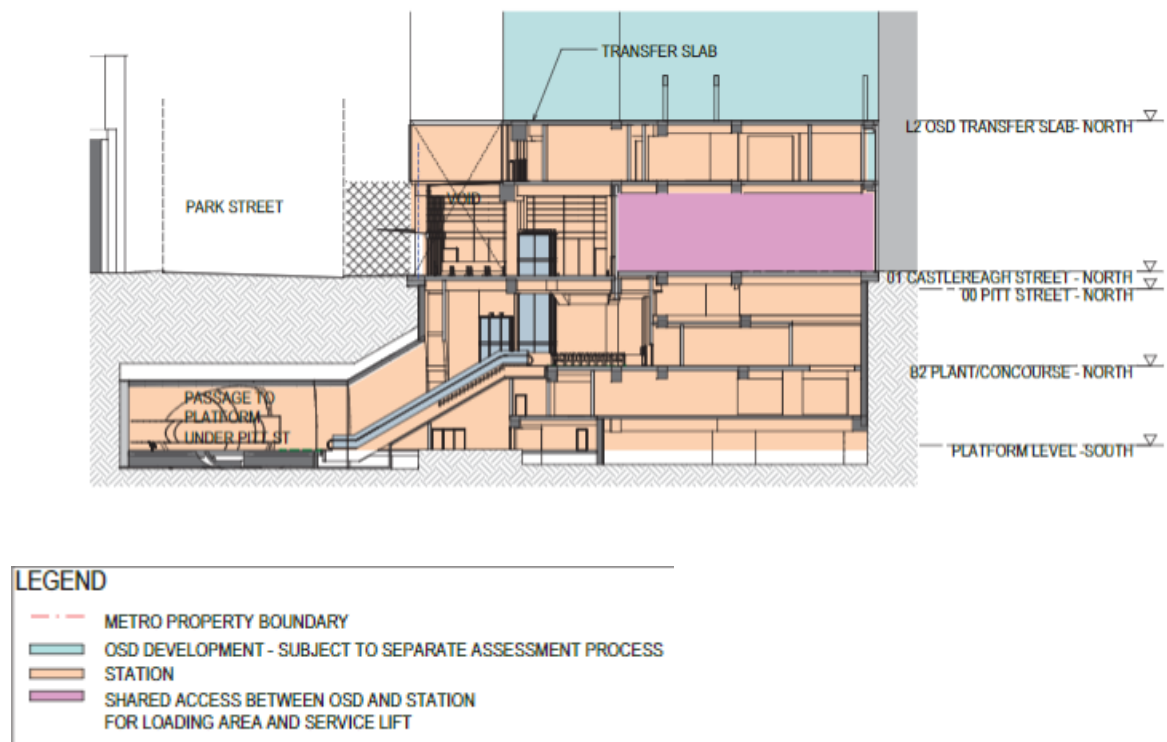 TRANSFER SLAB
L2 OSD TRANSFER SLAB- NORTH
PARK STREET
VOID
01 CASTLEREAGH STREET - NORTH
00 PITT STREET - NORTH
B2 PLANT/CONCOURSE - NORTH
PASSAGE TO
PLATFORM
UNDER PITT ST
PLATFORM LEVEL -SOUTH
LEGEND
METRO PROPERTY BOUNDARY
OSD DEVELOPMENT - SUBJECT TO SEPARATE ASSESSMENT PROCESS
STATION
SHARED ACCESS BETWEEN OSD AND STATION
FOR LOADING AREA AND SERVICE LIFT